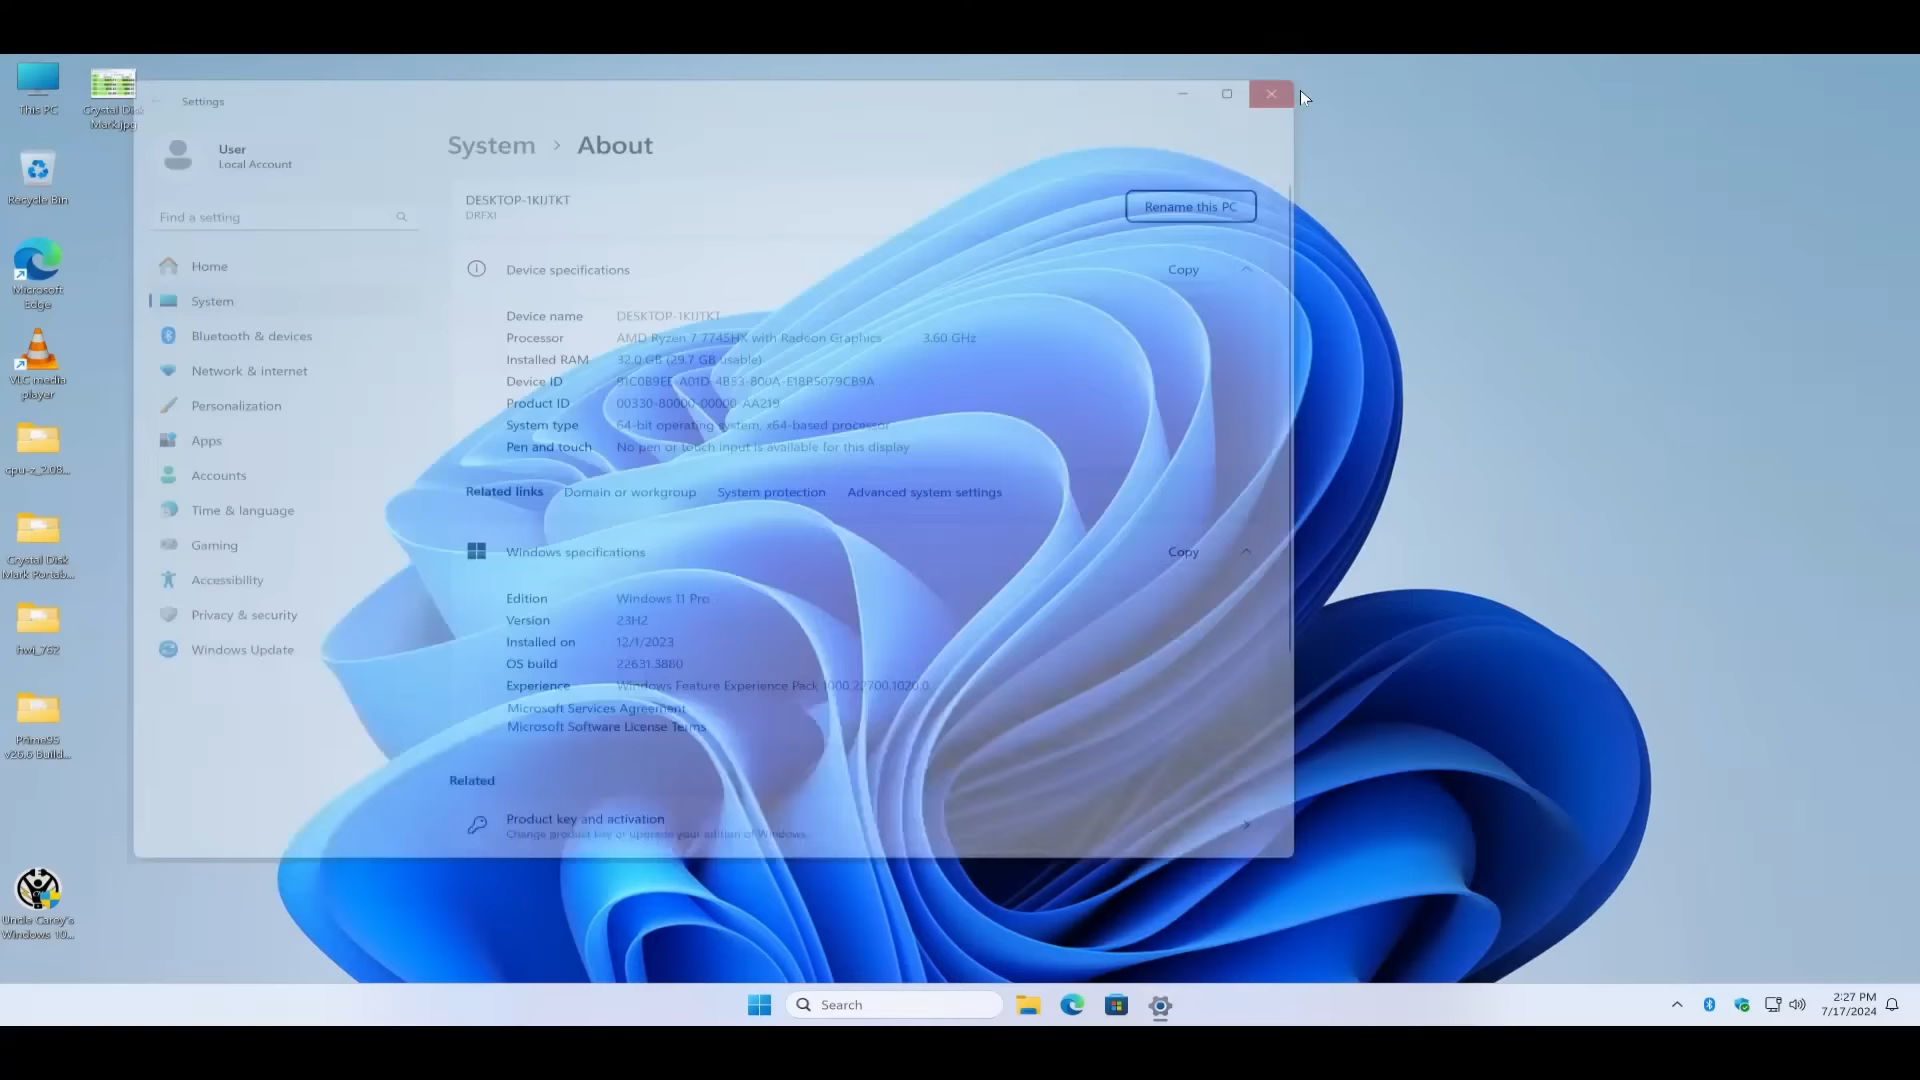 This PC
Crystal Disk
Mark.jpg
Recycle Bin
Microsoft
Edge
VLC media
player
cpu-z_2.08...
Crystal Disk
Mark Portab...
hwi_762
Prime95
v26.6 Build...
Uncle Carey's
Windows 10...
Settings
User
Local Account
Find a setting
Home
System
Bluetooth & devices
Network & internet
Personalization
Apps
Accounts
Time & language
Gaming
Accessibility
Privacy & security
Windows Update
System > About
DESKTOP-1KIJTKT
DRFXI
Rename this PC
Device specifications
Copy
Device name DESKTOP-1KIJTKT
Processor AMD Ryzen 7 7745HX with Radeon Graphics 3.60 GHz
Installed RAM 32.0 GB (29.7 GB usable)
Device ID
Product ID 00330-80000-00000-AA219
System type 64-bit operating system, x64-based processor
Pen and touch No pen or touch input is available for this display
Related links Domain or workgroup System protection Advanced system settings
Windows specifications
Copy
Edition Windows 11 Pro
Version 23H2
Installed on 12/1/2023
OS build 22631.3880
Experience Windows Feature Experience Pack 1000.22700.1020.0
Microsoft Services Agreement
Microsoft Software License Terms
Related
Product key and activation
Change product key or upgrade your edition of Windows
Search
2:27 PM
7/17/2024